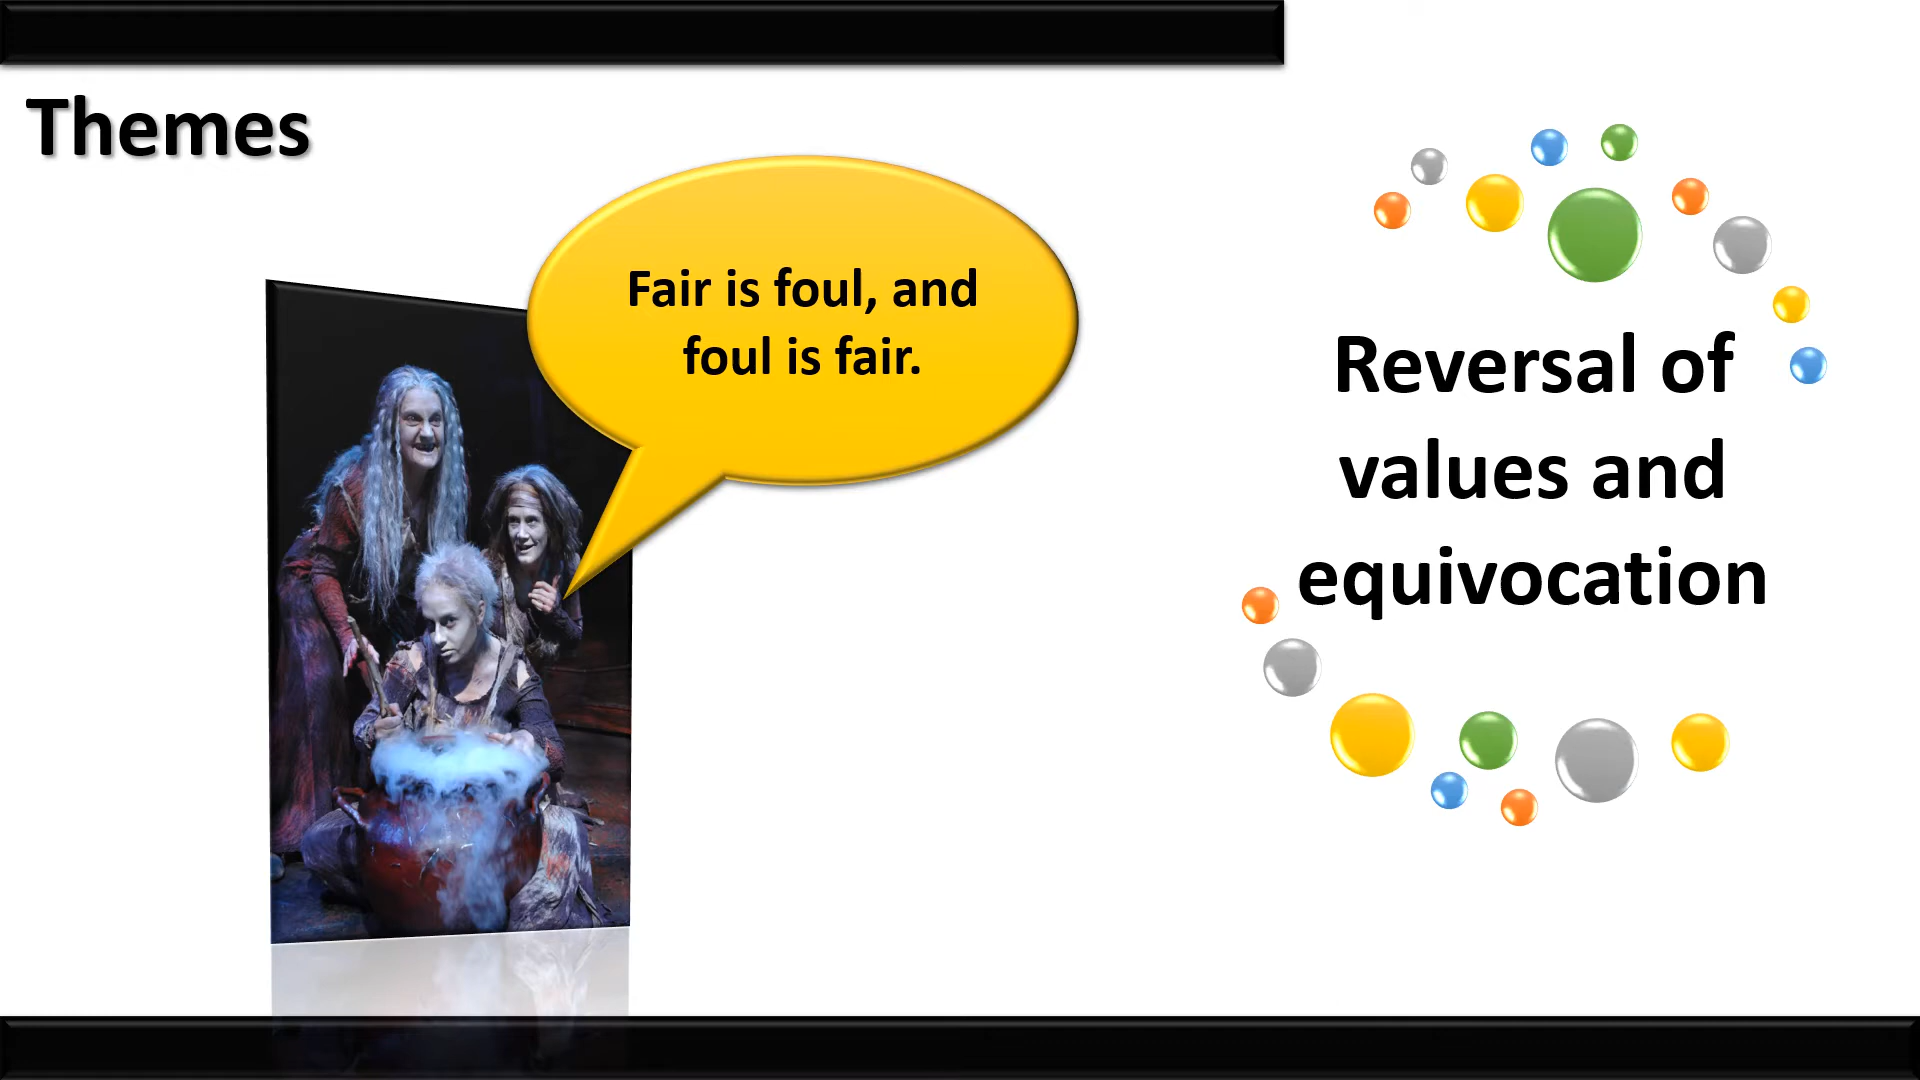 Themes
Fair is foul, and
foul is fair.
Reversal of
values and
equivocation